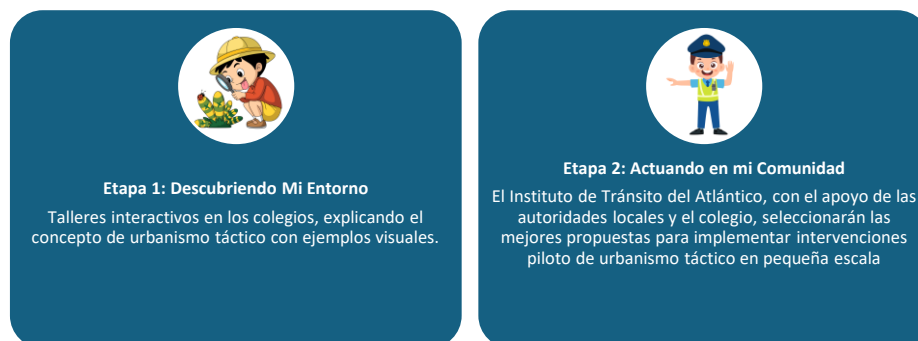 Etapa 1: Descubriendo Mi Entorno
Talleres interactivos en los colegios, explicando el
concepto de urbanismo táctico con ejemplos visuales.
Etapa 2: Actuando en mi Comunidad
El Instituto de Tránsito del Atlántico, con el apoyo de las
autoridades locales y el colegio, seleccionarán las
mejores propuestas para implementar intervenciones
piloto de urbanismo táctico en pequeña escala